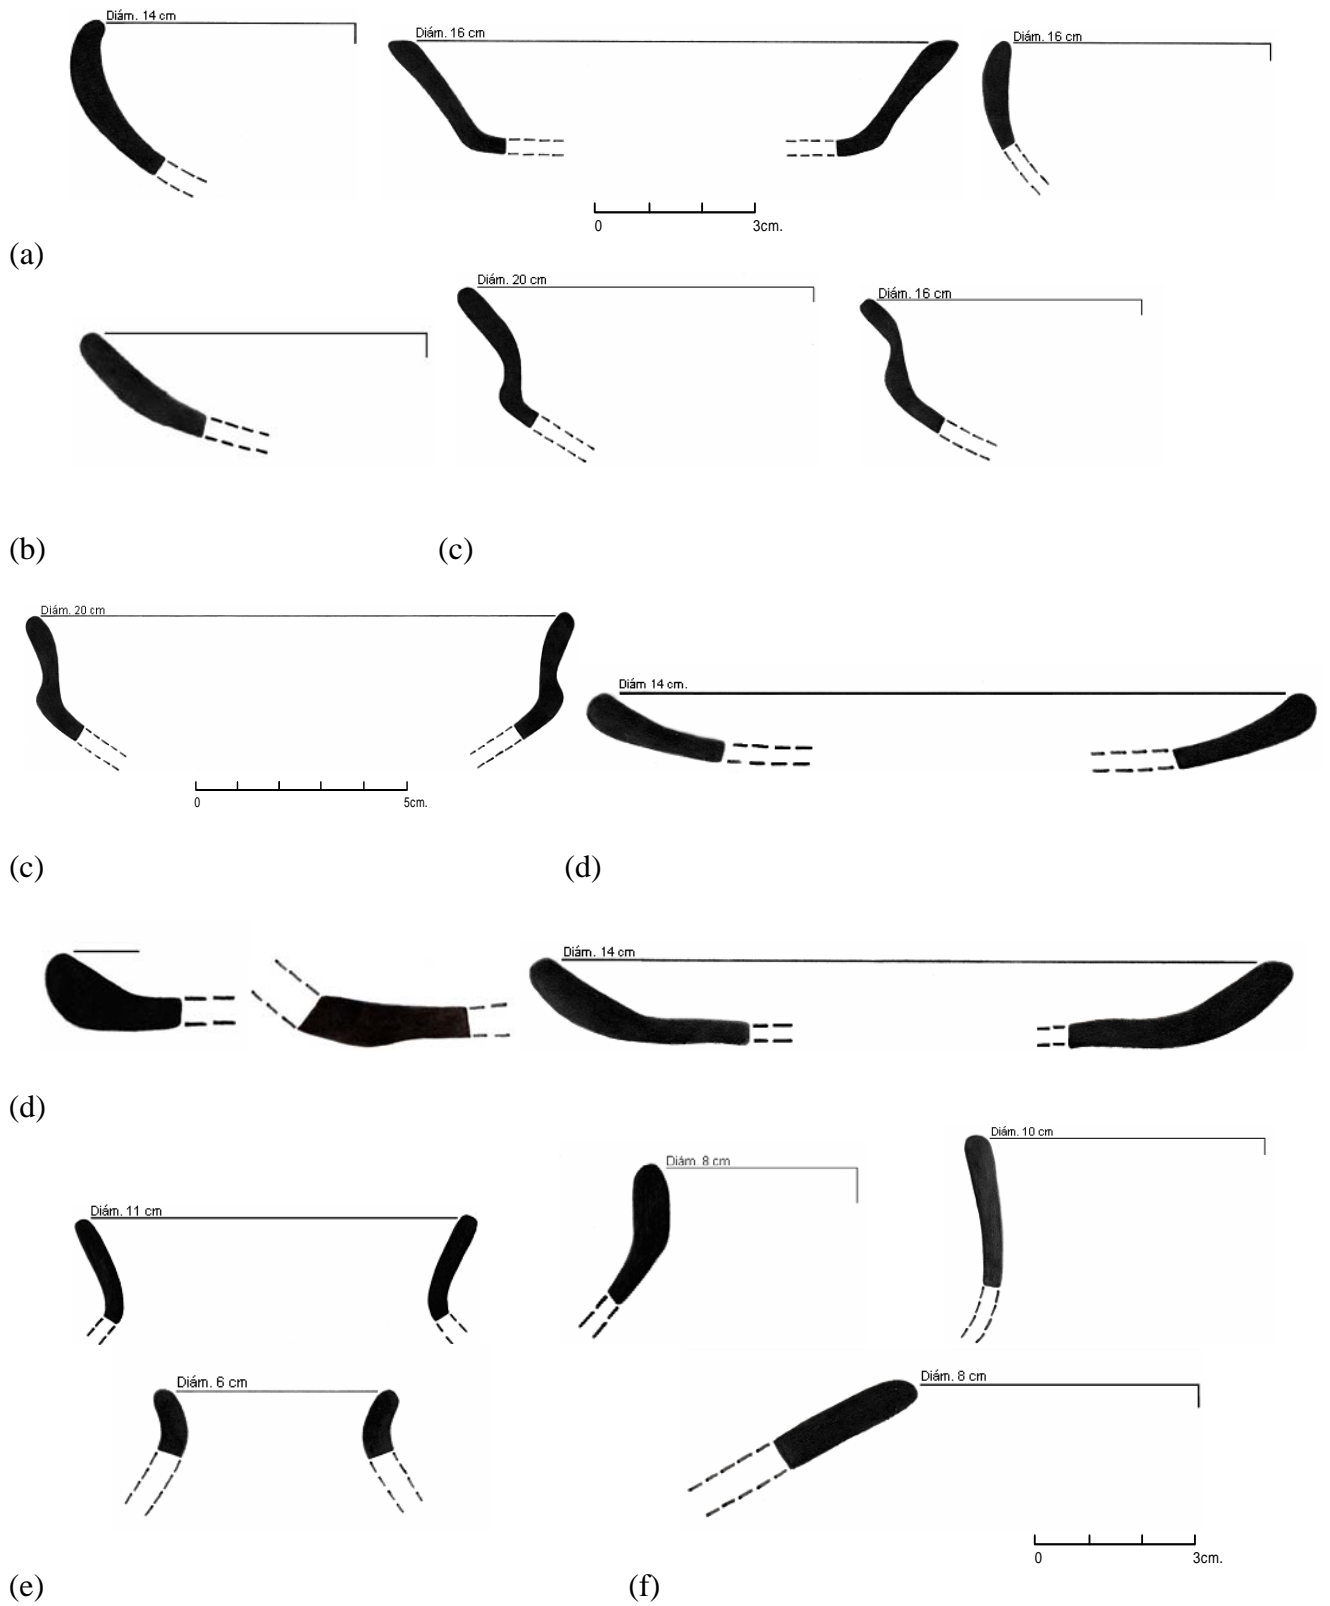 Diám. 14 cm
Diám. 16 cm
Diám. 16 cm
0 3cm.
(a)
Diám. 20 cm
Diám. 16 cm
(b)
(c)
Diám. 20 cm
Diám 14 cm.
0 5cm.
(c)
(d)
Diám. 14 cm
(d)
Diám. 10 cm
Diám. 8 cm
Diám. 11 cm
Diám. 6 cm
Diám. 8 cm
0 3cm.
(e)
(f)